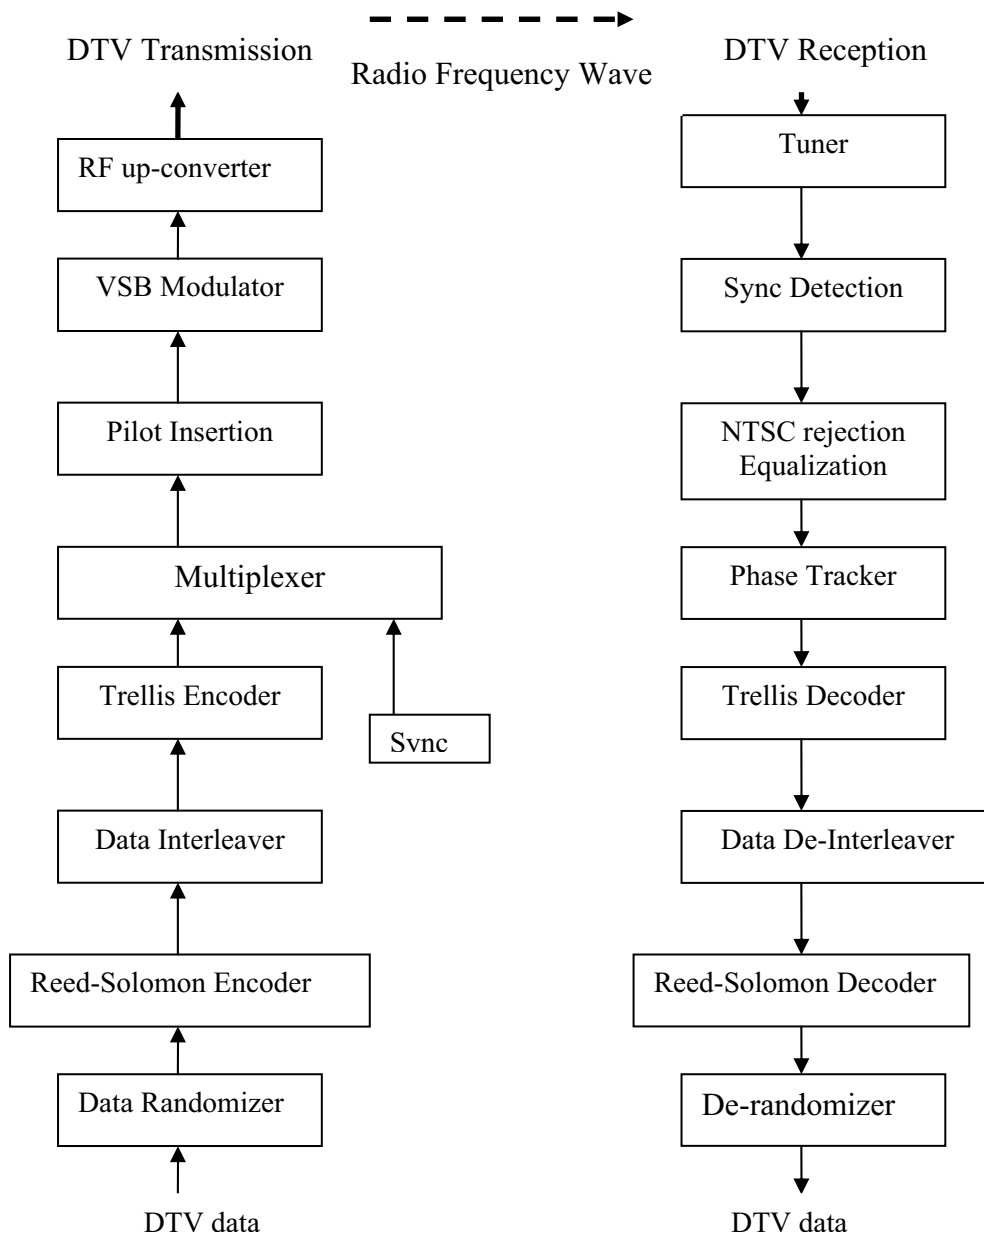 DTV Transmission
Radio Frequency Wave
DTV Reception
RF up-converter
VSB Modulator
Pilot Insertion
Multiplexer
Trellis Encoder
Svnc
Data Interleaver
Reed-Solomon Encoder
Data Randomizer
DTV data
Tuner
Sync Detection
NTSC rejection
Equalization
Phase Tracker
Trellis Decoder
Data De-Interleaver
Reed-Solomon Decoder
De-randomizer
DTV data